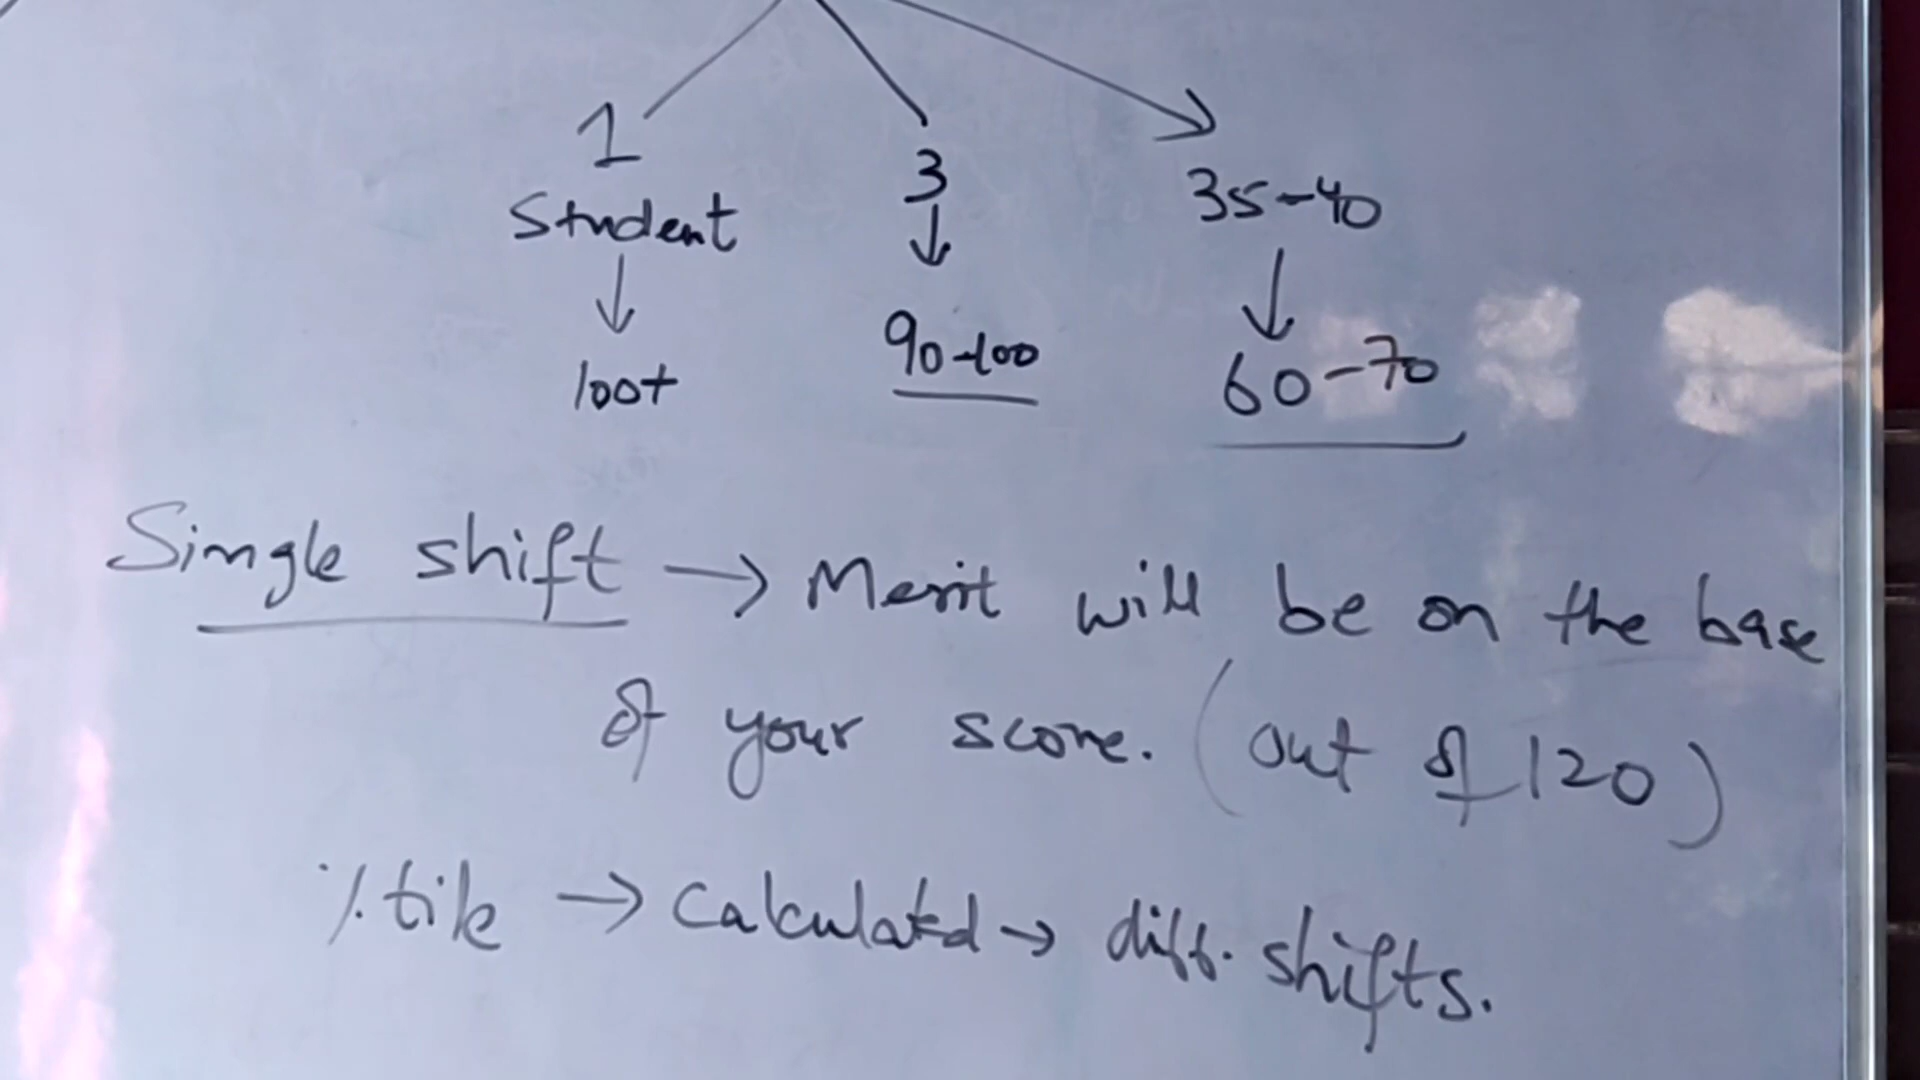 1 3 35-40
Student ↓ ↓
↓ 90-100 60-70
100+
Single shift → Merit will be on the base
of your score. (out of 120)
%tile → Calculated → diff. shifts.